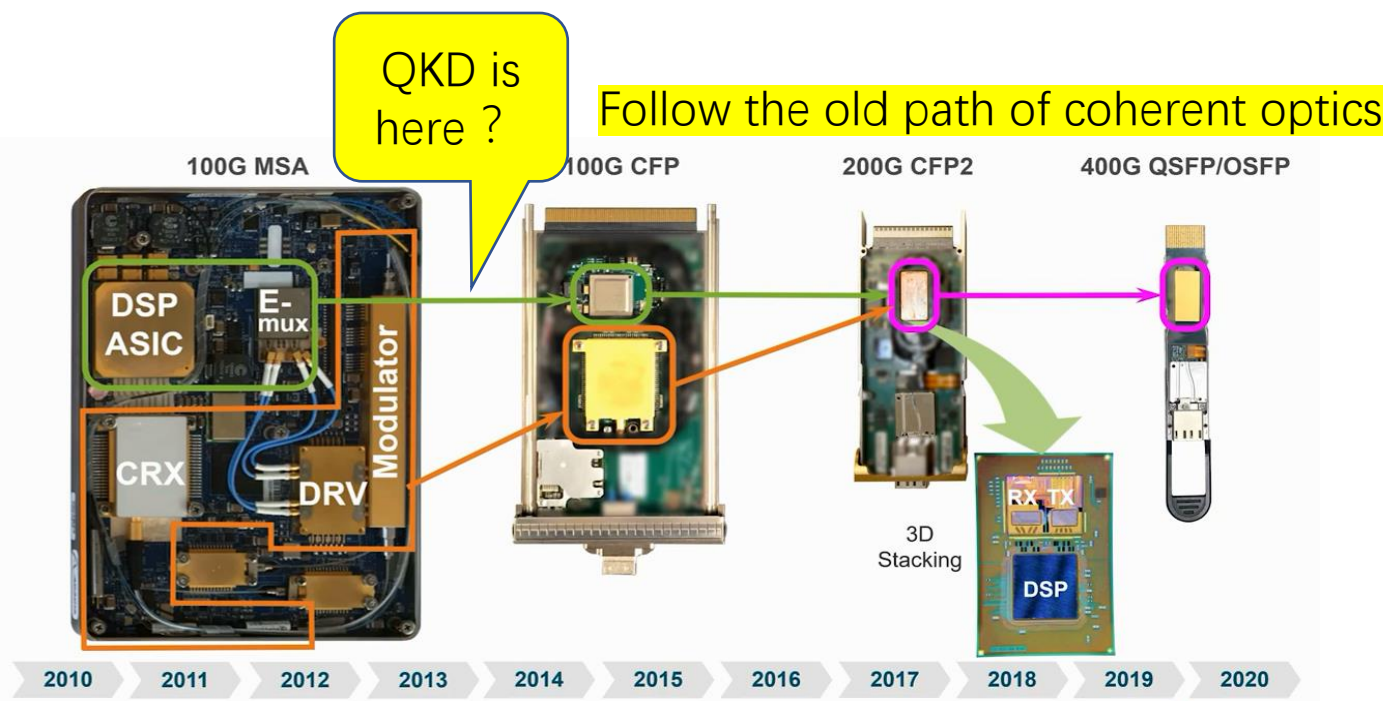 QKD is
here？
Follow the old path of coherent optics
100G MSA
100G CFP
200G CFP2
400G QSFP/OSFP
DSP
ASIC
E-
mux
Modulator
CRX
DRV
RX TX
DSP
3D
Stacking
2010 2011 2012 2013 2014 2015 2016 2017 2018 2019 2020